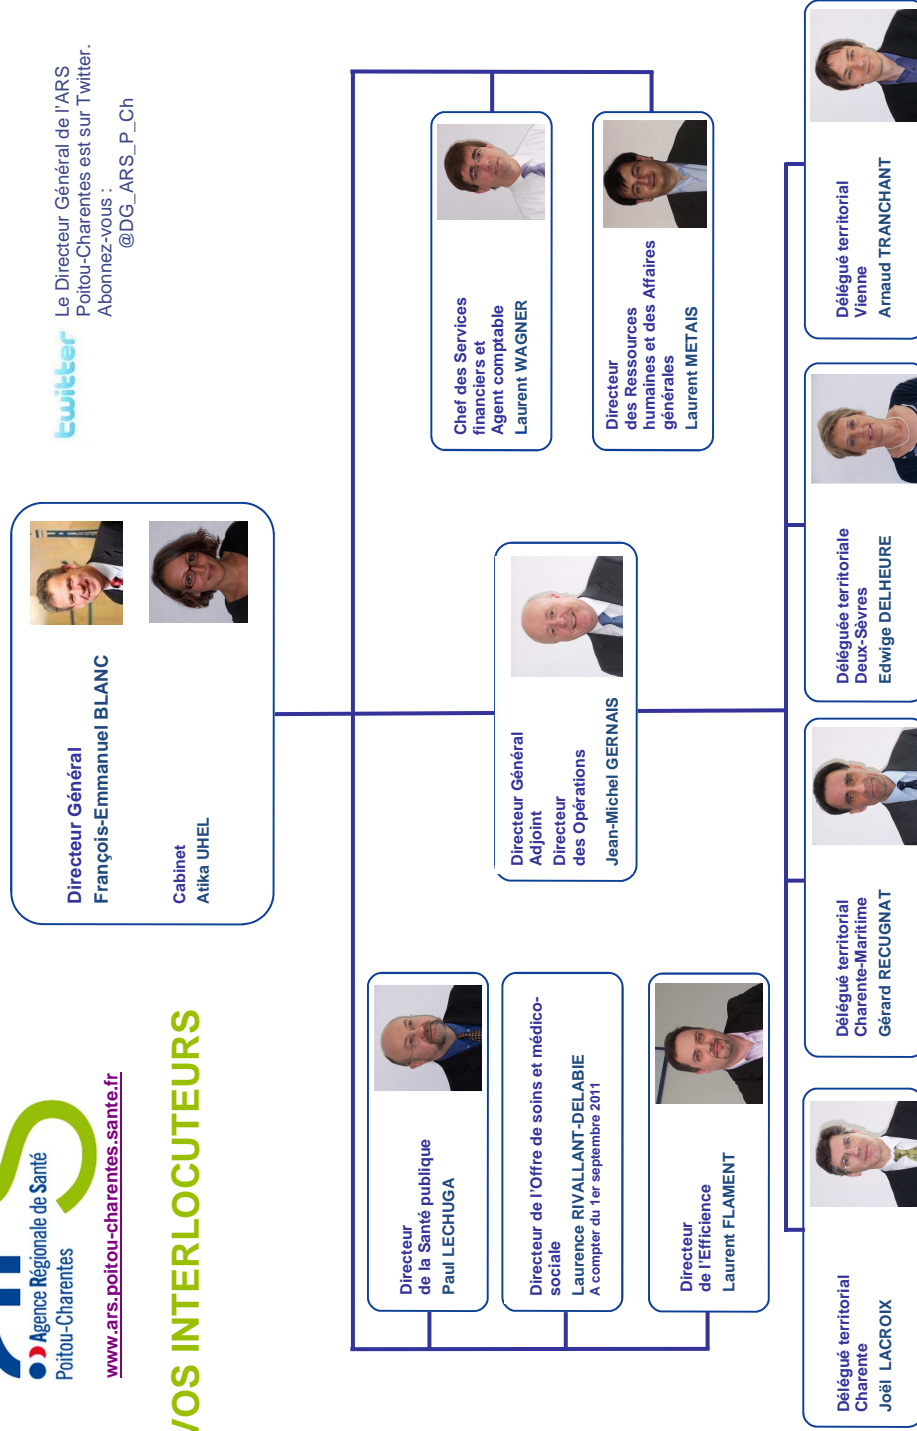 Agence Régionale de Santé
Poitou-Charentes
www.ars.poitou-charentes.sante.fr
VOS INTERLOCUTEURS
Directeur Général
François-Emmanuel BLANC
Cabinet
Atika UHEL
twitter
Le Directeur Général de l'ARS
Poitou-Charentes est sur Twitter.
Abonnez-vous :
@DG_ARS_P_Ch
Directeur
de la Santé publique
Paul LECHUGA
Directeur de l'Offre de soins et médico-
sociale
Laurence RIVALLANT-DELABIE
A compter du 1er septembre 2011
Directeur
de l'Efficience
Laurent FLAMENT
Directeur Général
Adjoint
Directeur
des Opérations
Jean-Michel GERNAIS
Chef des Services
financiers et
Agent comptable
Laurent WAGNER
Directeur
des Ressources
humaines et des Affaires
générales
Laurent METAIS
Délégué territorial
Charente
Joël LACROIX
Délégué territorial
Charente-Maritime
Gérard RECUGNAT
Déléguée territoriale
Deux-Sèvres
Edwige DELHEURE
Délégué territorial
Vienne
Arnaud TRANCHANT